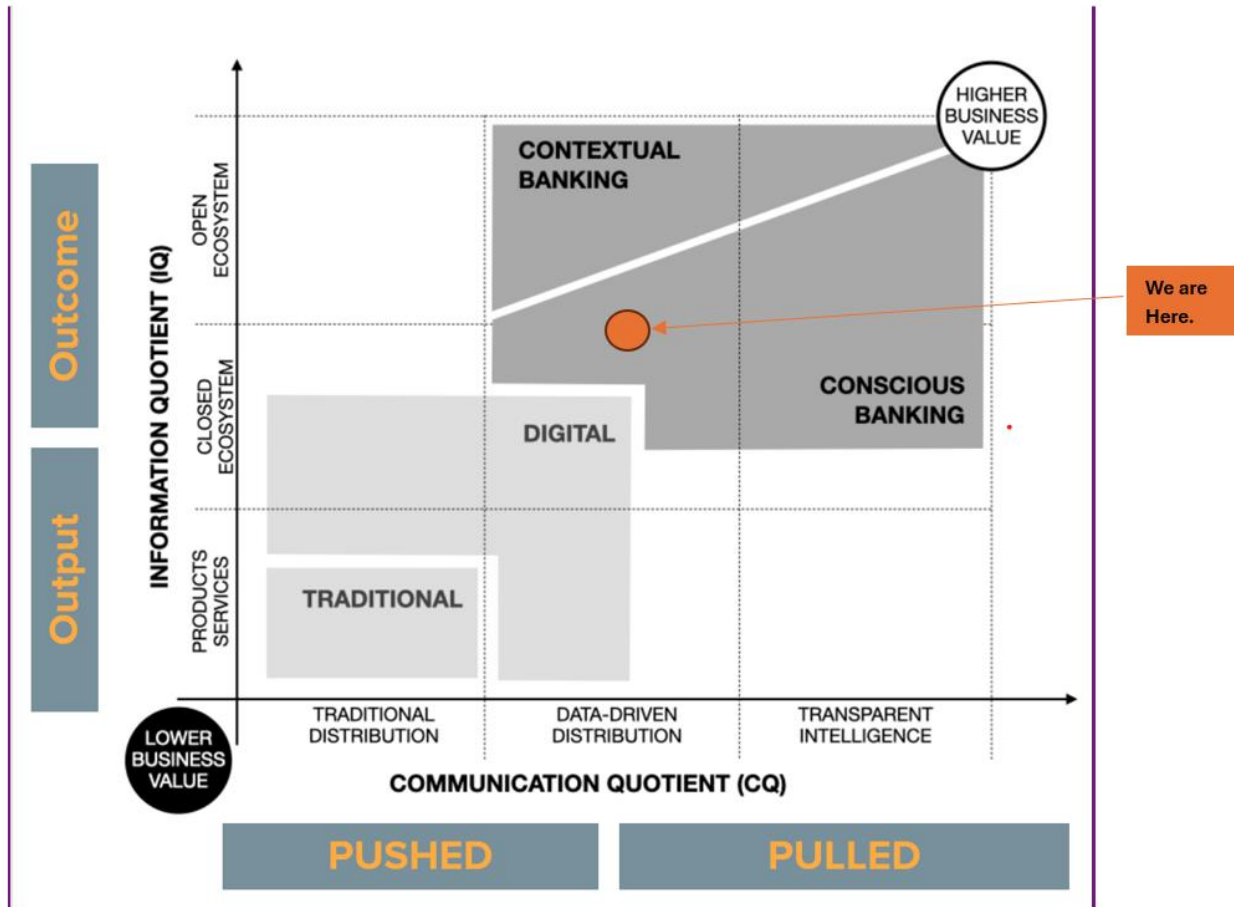 HIGHER
BUSINESS
VALUE
CONTEXTUAL
BANKING
Outcome
INFORMATION QUOTIENT (IQ)
OPEN
ECOSYSTEM
We are
Here.
CLOSED
ECOSYSTEM
CONSCIOUS
BANKING
DIGITAL
Output
PRODUCTS
SERVICES
TRADITIONAL
LOWER
BUSINESS
VALUE
TRADITIONAL
DISTRIBUTION
DATA-DRIVEN
DISTRIBUTION
TRANSPARENT
INTELLIGENCE
COMMUNICATION QUOTIENT (CQ)
PUSHED
PULLED